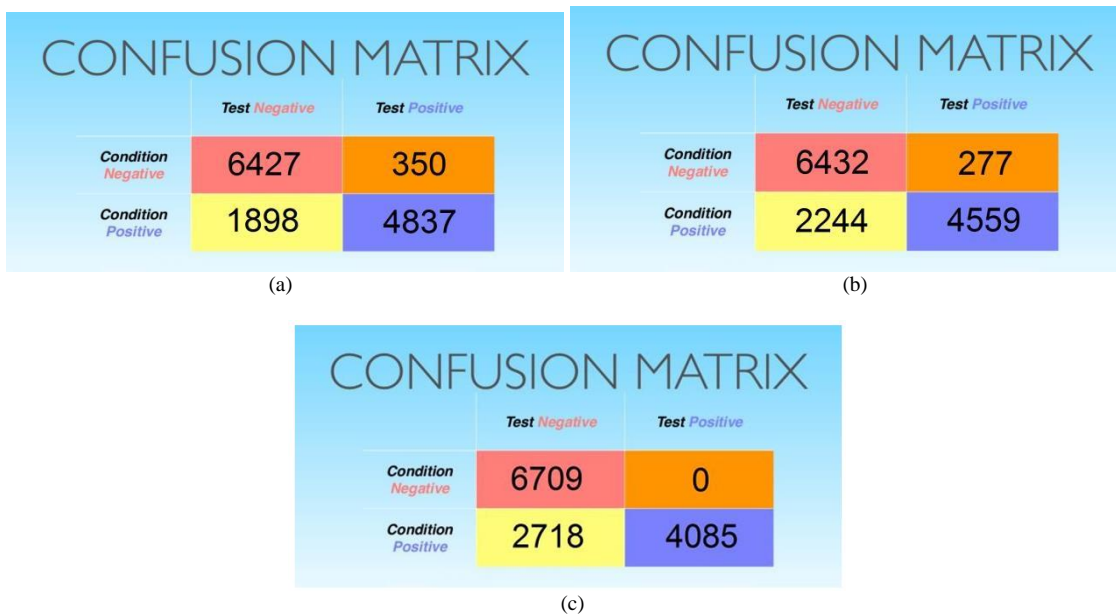 CONFUSION MATRIX
Test Negative Test Positive
Condition Negative 6427 350
Condition Positive 1898 4837
(a)
CONFUSION MATRIX
Test Negative Test Positive
Condition Negative 6432 277
Condition Positive 2244 4559
(b)
CONFUSION MATRIX
Test Negative Test Positive
Condition Negative 6709 0
Condition Positive 2718 4085
(c)